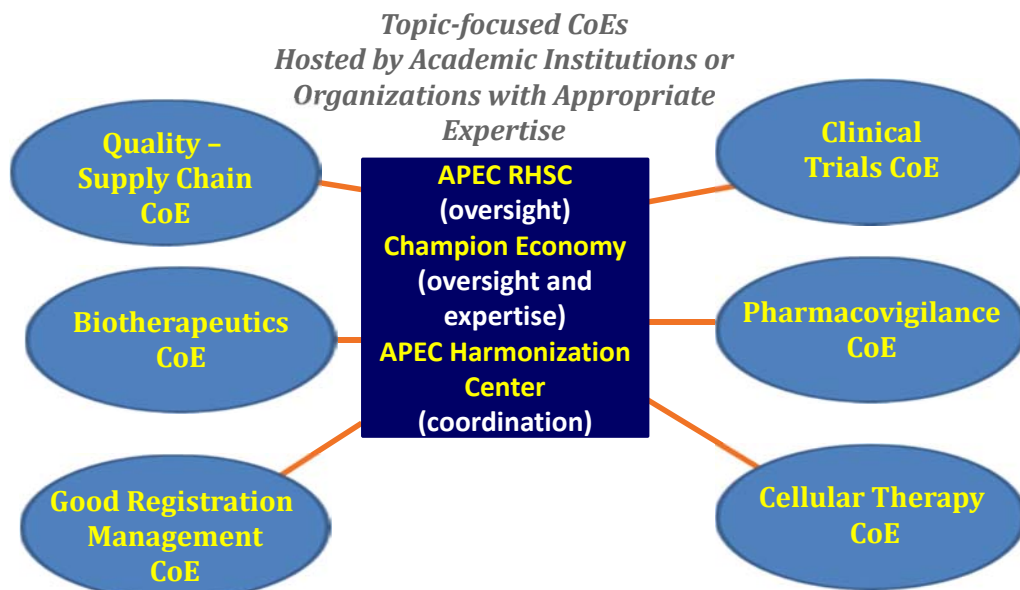 Topic-focused CoEs
Hosted by Academic Institutions or
Organizations with Appropriate
Expertise
Quality –
Supply Chain
CoE
Biotherapeutics
CoE
Good Registration
Management
CoE
APEC RHSC
(oversight)
Champion Economy
(oversight and
expertise)
APEC Harmonization
Center
(coordination)
Clinical
Trials CoE
Pharmacovigilance
CoE
Cellular Therapy
CoE